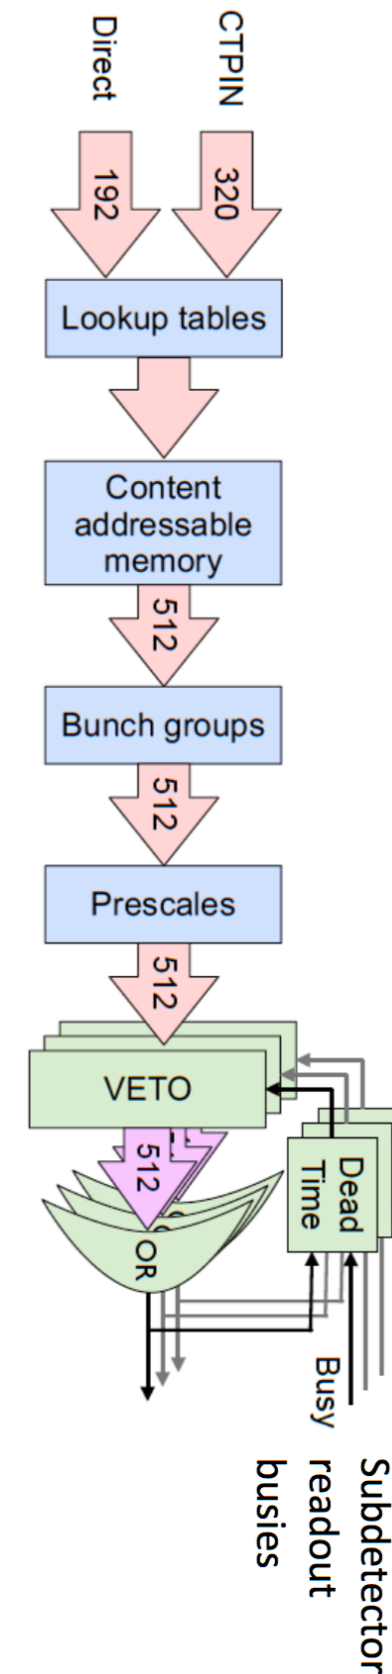 Direct
CTPIN
192
320
Lookup tables
Content
addressable
memory
512
Bunch groups
512
Prescales
512
VETO
512
OR
Dead
Time
Busy
Subdetector
readout
busies